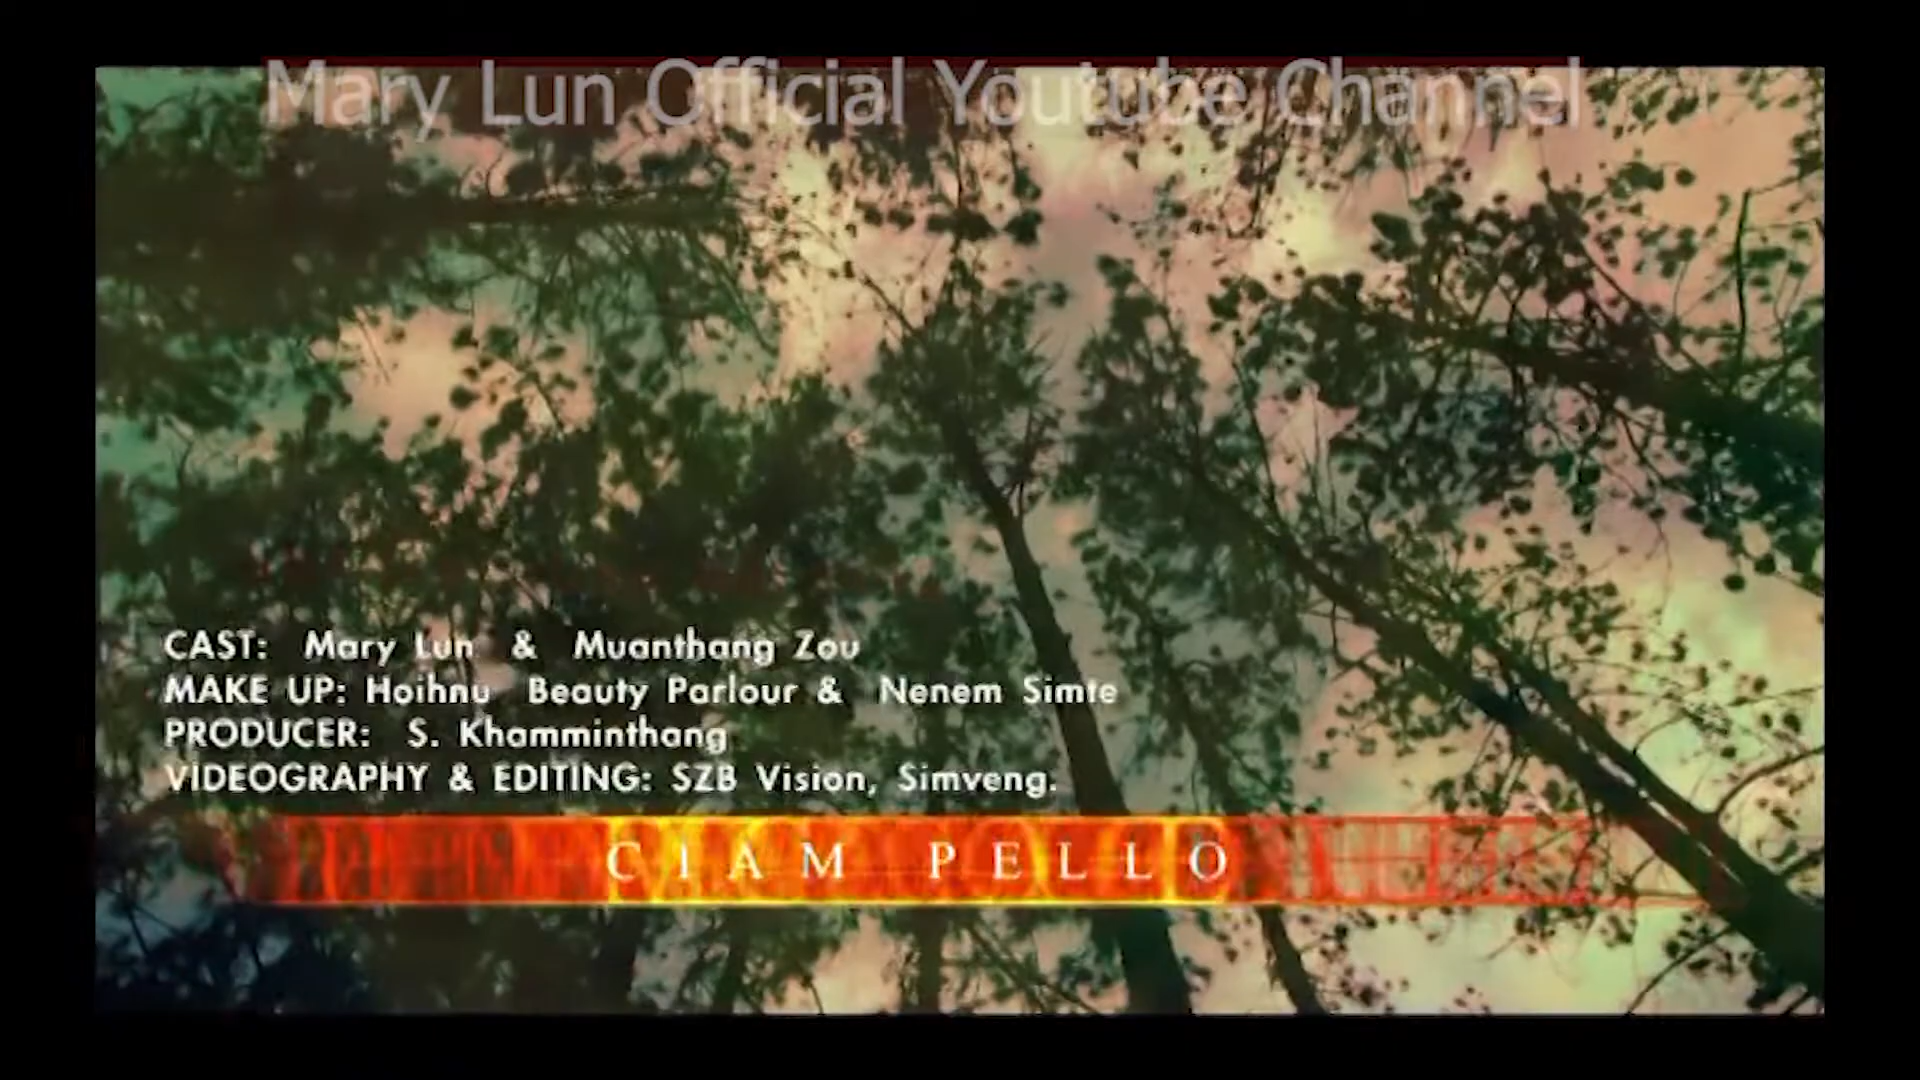 Mary Lun Official Youtube Channel
CAST: Mary Lun & Muanthang Zou
MAKE UP: Hoihnu Beauty Parlour & Nenem Simte
PRODUCER: S. Khamminthang
VIDEOGRAPHY & EDITING: SZB Vision, Simveng.
CIAM PELLO